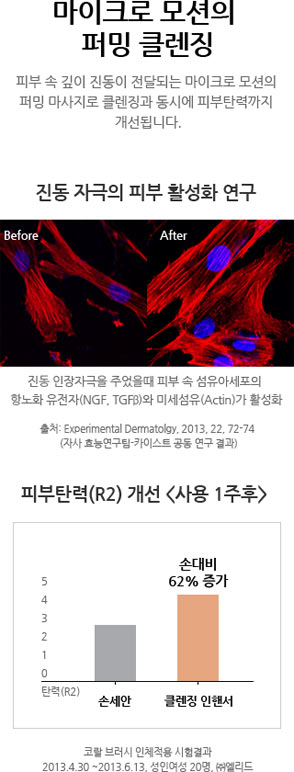 마이크로 모션의
퍼밍 클렌징
피부 속 깊이 진동이 전달되는 마이크로 모션의
퍼밍 마사지로 클렌징과 동시에 피부탄력까지
개선됩니다.
진동 자극의 피부 활성화 연구
Before
After
진동 인장자극을 주었을때 피부 속 섬유아세포의
항노화 유전자(NGF, TGFβ)와 미세섬유(Actin)가 활성화
출처: Experimental Dermatolgy, 2013, 22, 72-74
(자사 효능연구팀-카이스트 공동 연구 결과)
피부탄력(R2) 개선 <사용 1주후>
손대비
62% 증가
5
4
3
2
1
0
탄력(R2)
손세안
클렌징 인핸서
코랄 브러시 인체적용 시험결과
2013.4.30 ~2013.6.13, 성인여성 20명, ㈜엘리드